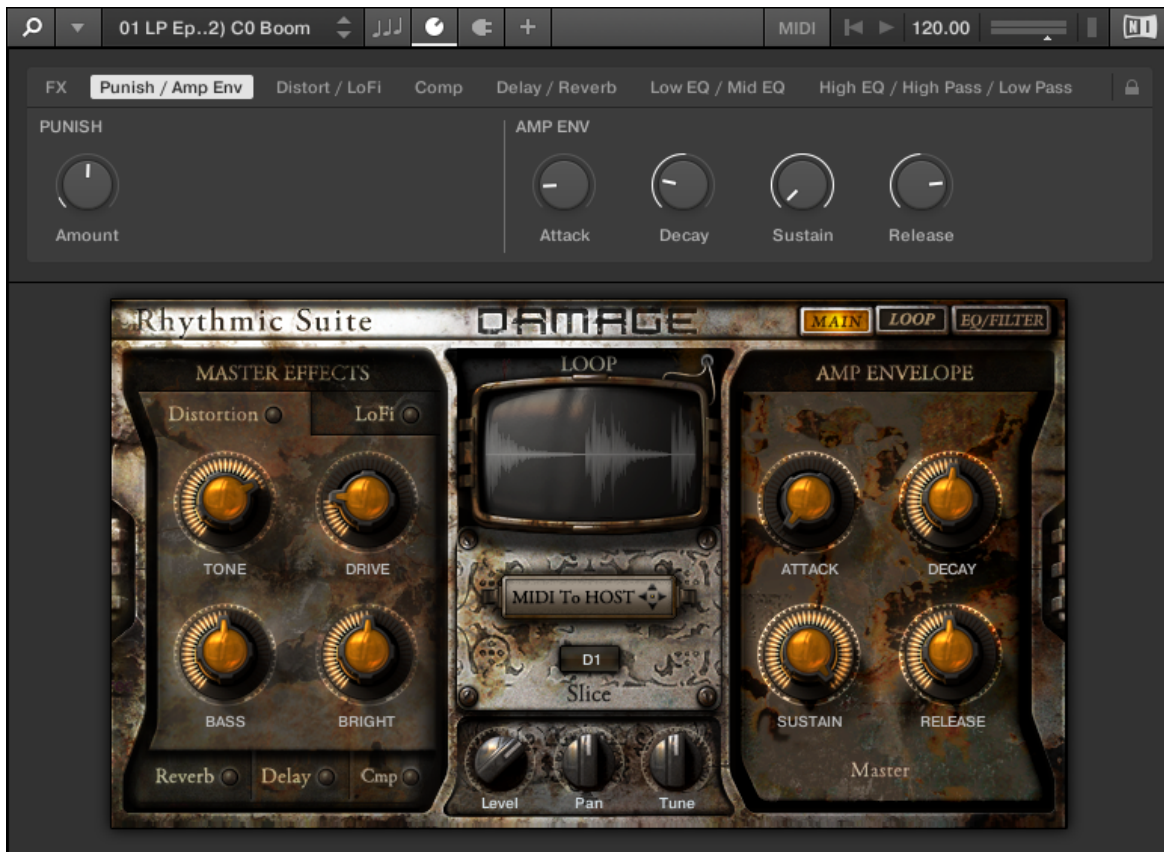 01 LP Ep..2) C0 Boom MIDI 120.00 NI
FX Punish / Amp Env Distort / LoFi Comp Delay / Reverb Low EQ / Mid EQ High EQ / High Pass / Low Pass
PUNISH AMP ENV
Amount Attack Decay Sustain Release
Rhythmic Suite DAMAGE MAIN LOOP EQ/FILTER
MASTER EFFECTS LOOP AMP ENVELOPE
Distortion LoFi
TONE DRIVE ATTACK DECAY
MIDI To HOST
D1
Slice
BASS BRIGHT SUSTAIN RELEASE
Reverb Delay Cmp Master
Level Pan Tune